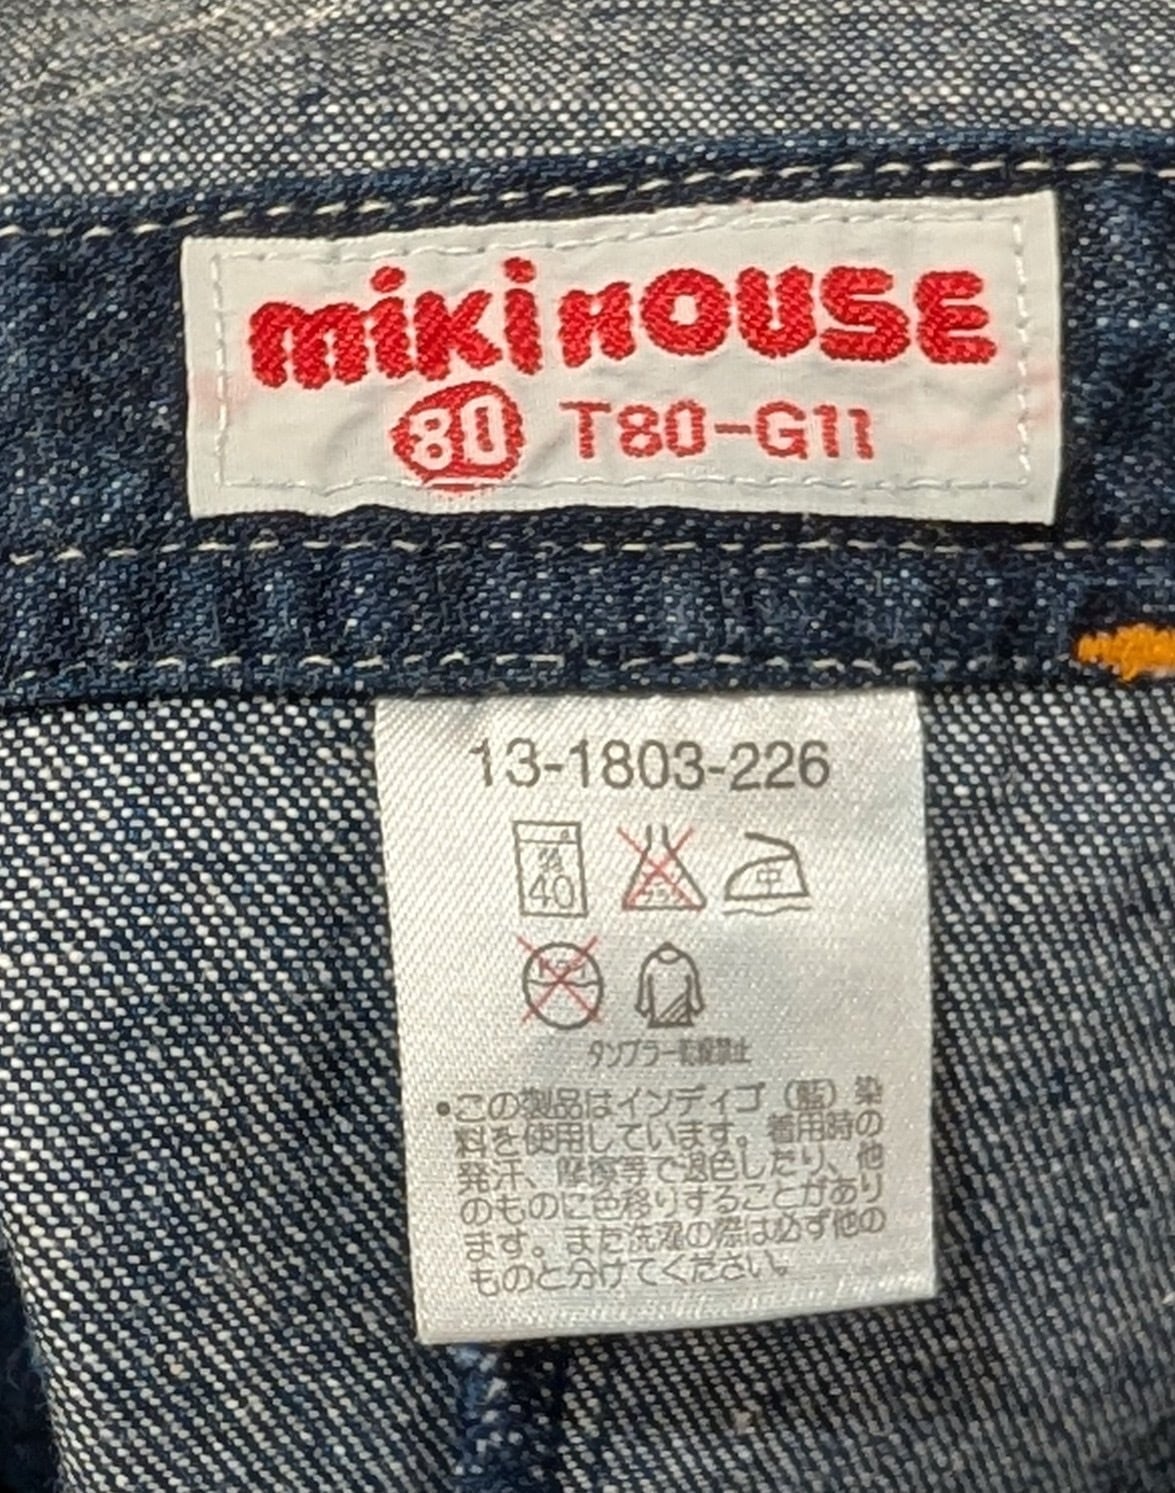 mikiHOUSE
80 T80-G11
13-1803-226
弱
40
中
タンブラー乾燥禁止
•この製品はインディゴ（藍）染
料を使用しています。着用時の
発汗、摩擦等で退色したり、他
のものに色移りすることがあり
ます。また洗濯の際は必ず他の
ものと分けてください。